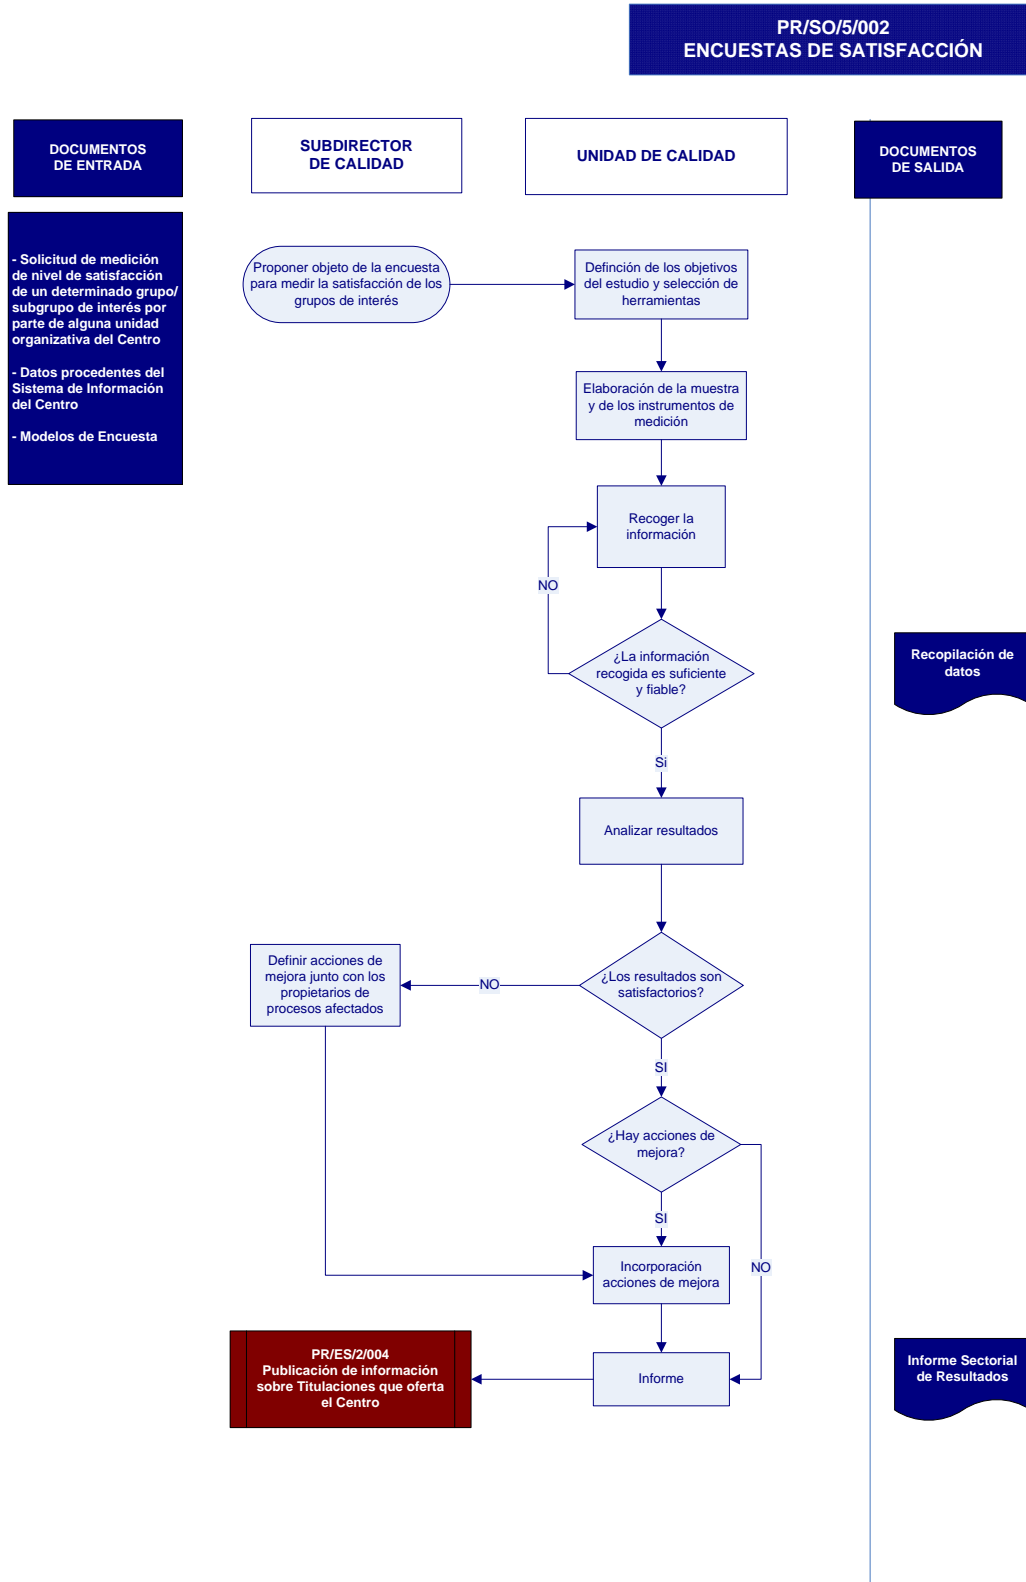 PR/SO/5/002
ENCUESTAS DE SATISFACCIÓN
DOCUMENTOS
DE ENTRADA
SUBDIRECTOR
DE CALIDAD
UNIDAD DE CALIDAD
DOCUMENTOS
DE SALIDA
- Solicitud de medición
de nivel de satisfacción
de un determinado grupo/
subgrupo de interés por
parte de alguna unidad
organizativa del Centro
- Datos procedentes del
Sistema de Información
del Centro
- Modelos de Encuesta
Proponer objeto de la encuesta
para medir la satisfacción de los
grupos de interés
Definción de los objetivos
del estudio y selección de
herramientas
Elaboración de la muestra
y de los instrumentos de
medición
Recoger la
información
NO
¿La información
recogida es suficiente
y fiable?
Recopilación de
datos
Si
Analizar resultados
Definir acciones de
mejora junto con los
propietarios de
procesos afectados
NO
¿Los resultados son
satisfactorios?
SI
¿Hay acciones de
mejora?
SI
NO
Incorporación
acciones de mejora
PR/ES/2/004
Publicación de información
sobre Titulaciones que oferta
el Centro
Informe
Informe Sectorial
de Resultados